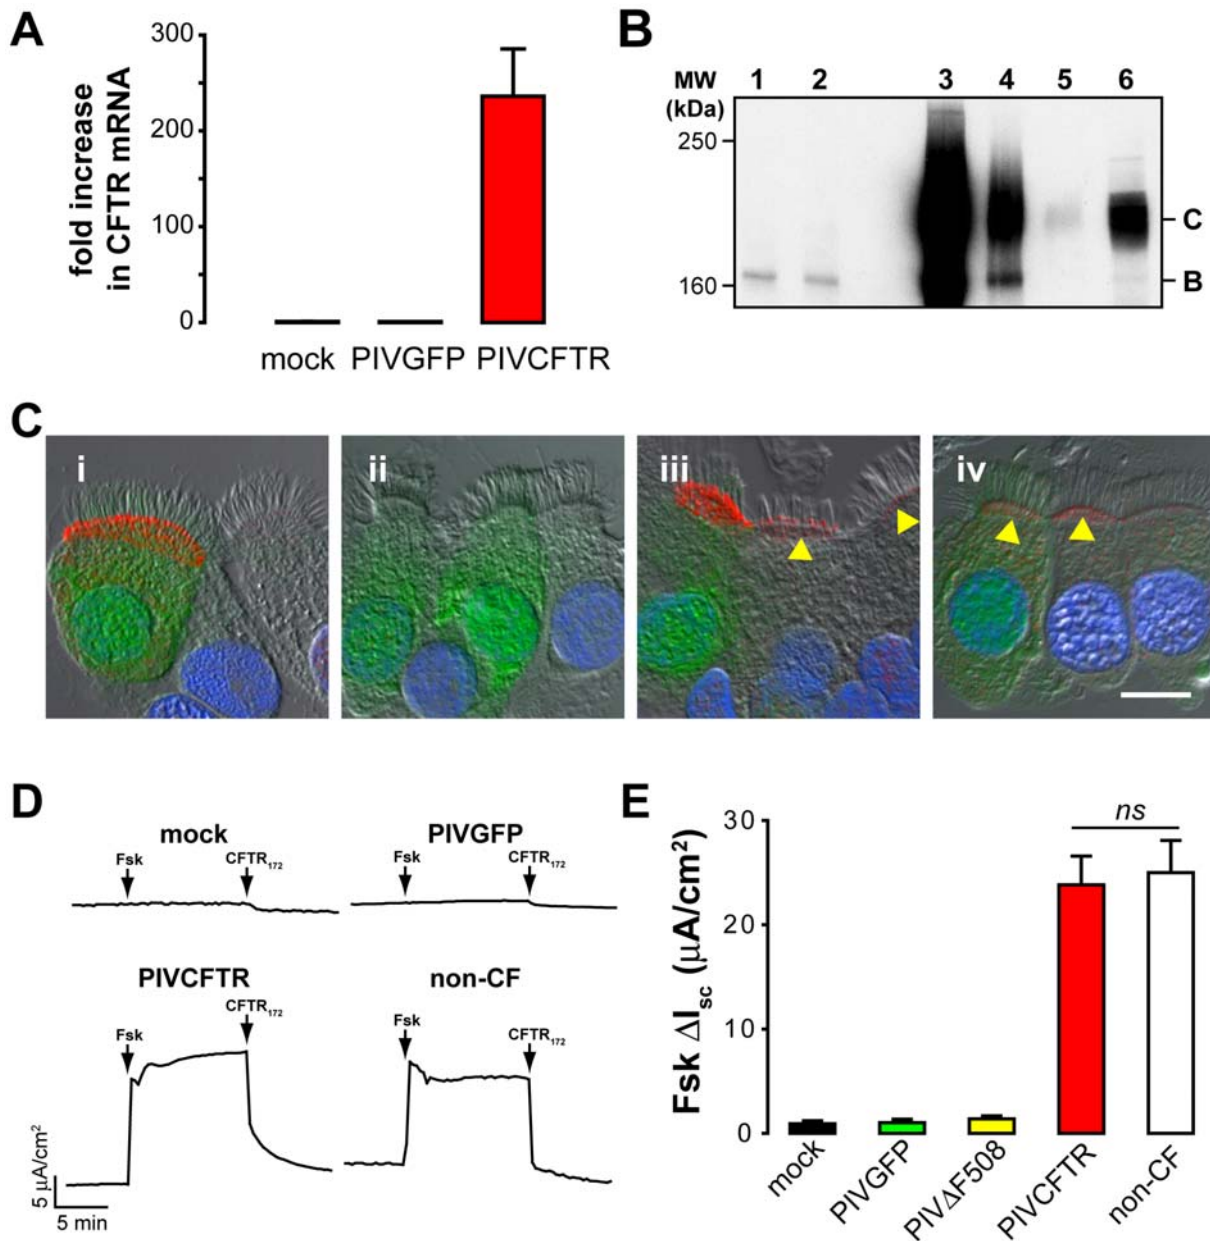 A
fold increase
in CFTR mRNA
300
200
100
0
mock PIVGFP PIVCFTR
B
MW
(kDa)
1 2 3 4 5 6
250
160
C
B
C
i
ii
iii
iv
D
mock
Fsk
CFTR172
PIVGFP
Fsk
CFTR172
PIVCFTR
Fsk
CFTR172
non-CF
Fsk
CFTR172
5 µA/cm²
5 min
E
Fsk ΔIsc (µA/cm²)
30
20
10
0
ns
mock
PIVGFP
PIVΔF508
PIVCFTR
non-CF